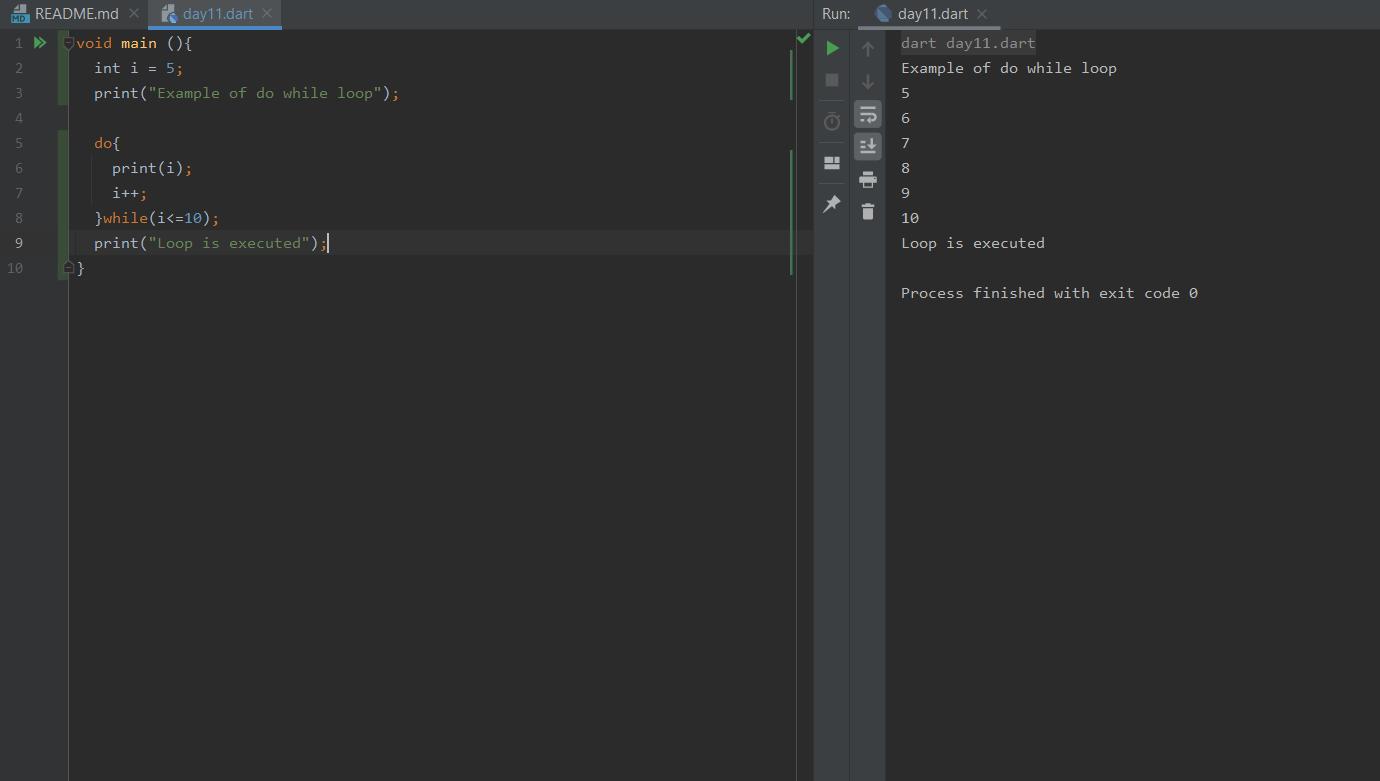 README.md
day11.dart
1 void main (){
2 int i = 5;
3 print("Example of do while loop");
4
5 do{
6 print(i);
7 i++;
8 }while(i<=10);
9 print("Loop is executed");
10 }
Run: day11.dart
dart day11.dart
Example of do while loop
5
6
7
8
9
10
Loop is executed
Process finished with exit code 0